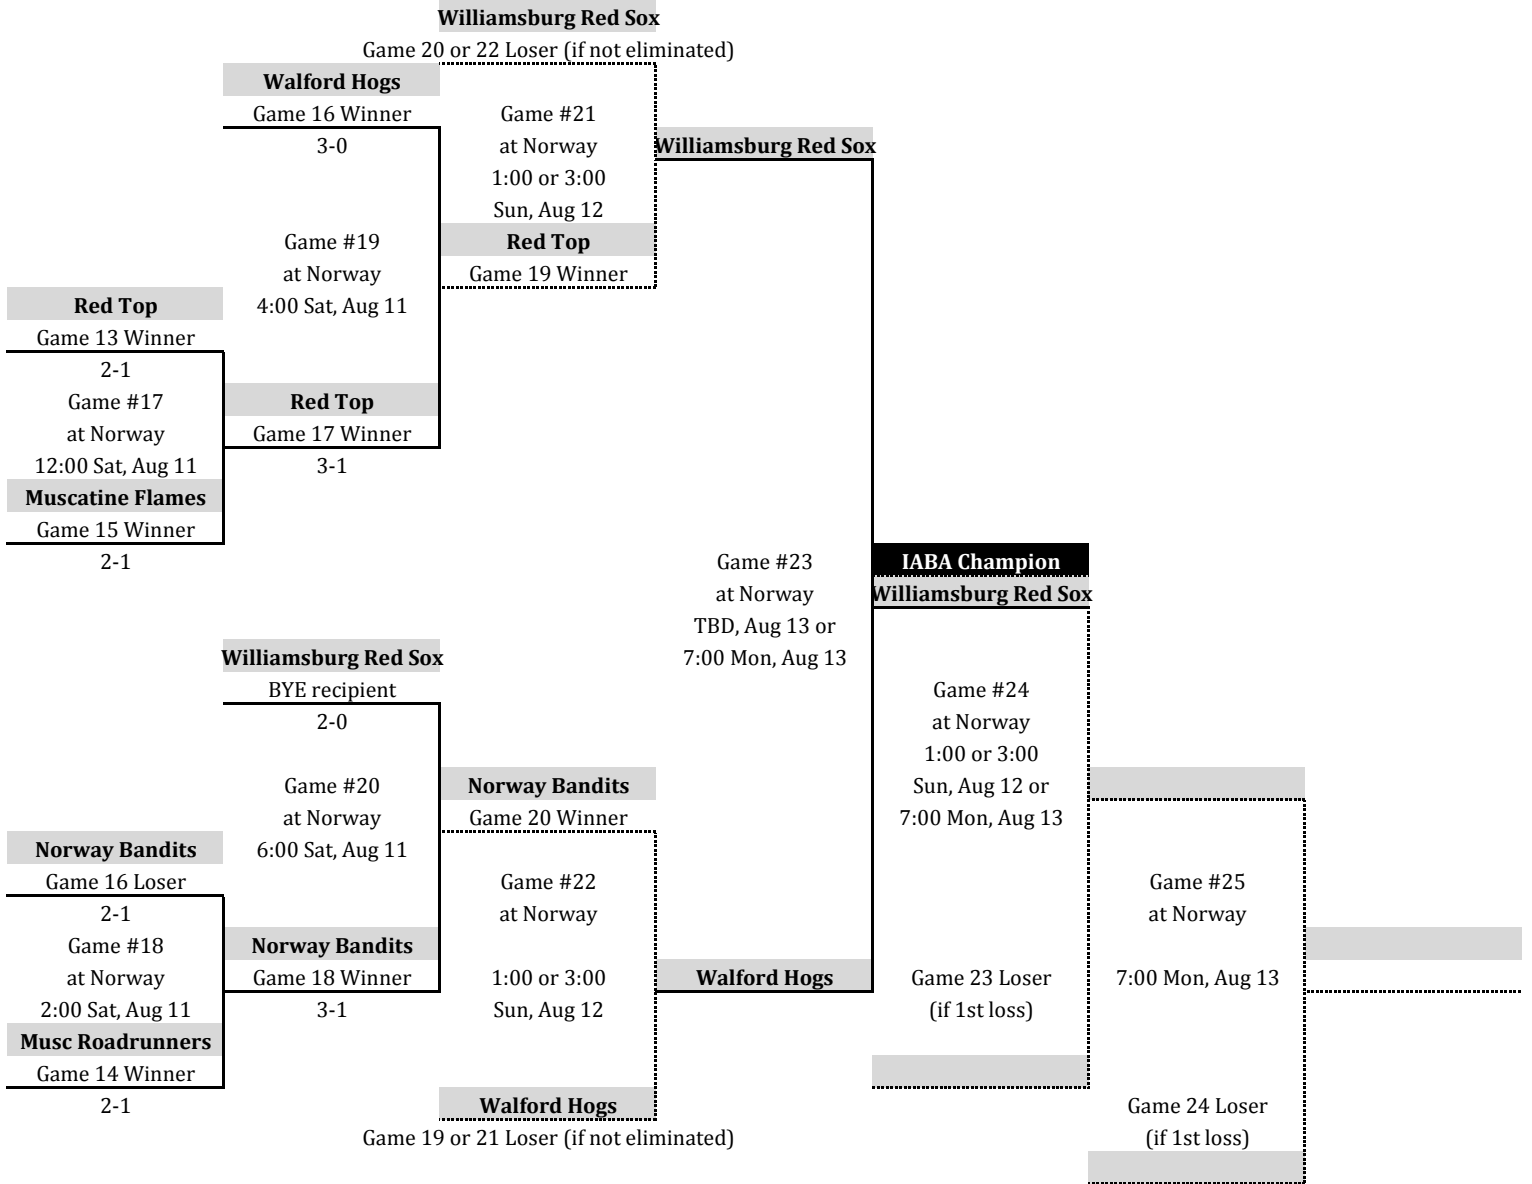 Williamsburg Red Sox
Game 20 or 22 Loser (if not eliminated)
Walford Hogs
Game 16 Winner
3-0
Game #21
at Norway
1:00 or 3:00
Sun, Aug 12
Williamsburg Red Sox
Game #19
at Norway
4:00 Sat, Aug 11
Red Top
Game 19 Winner
Red Top
Game 13 Winner
2-1
Game #17
at Norway
12:00 Sat, Aug 11
Muscatine Flames
Game 15 Winner
2-1
Red Top
Game 17 Winner
3-1
Game #23
at Norway
TBD, Aug 13 or
7:00 Mon, Aug 13
IABA Champion
Williamsburg Red Sox
Williamsburg Red Sox
BYE recipient
2-0
Game #20
at Norway
6:00 Sat, Aug 11
Norway Bandits
Game 20 Winner
Game #24
at Norway
1:00 or 3:00
Sun, Aug 12 or
7:00 Mon, Aug 13
Norway Bandits
Game 16 Loser
2-1
Game #18
at Norway
2:00 Sat, Aug 11
Musc Roadrunners
Game 14 Winner
2-1
Norway Bandits
Game 18 Winner
3-1
Game #22
at Norway
1:00 or 3:00
Sun, Aug 12
Walford Hogs
Game 23 Loser
(if 1st loss)
Game #25
at Norway
7:00 Mon, Aug 13
Walford Hogs
Game 19 or 21 Loser (if not eliminated)
Game 24 Loser
(if 1st loss)